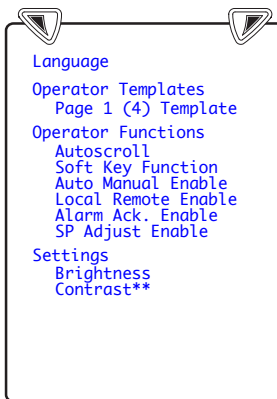 Language
Operator Templates
Page 1 (4) Template
Operator Functions
Autoscroll
Soft Key Function
Auto Manual Enable
Local Remote Enable
Alarm Ack. Enable
SP Adjust Enable
Settings
Brightness
Contrast**